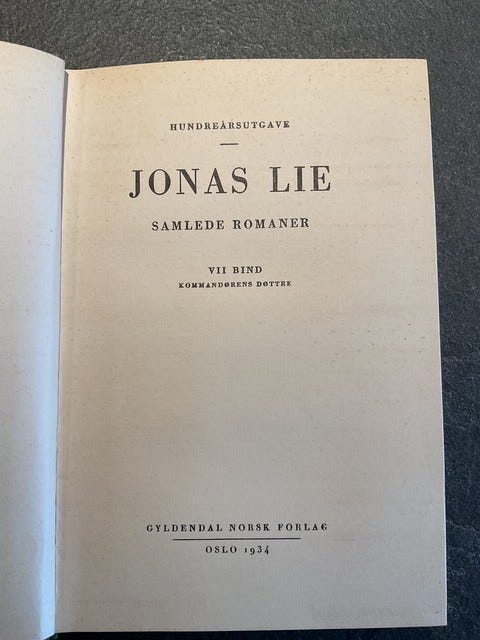 HUNDREÅRSUTGAVE
JONAS LIE
SAMLEDE ROMANER
VII BIND
KOMMANDØRENS DØTTRE
GYLDENDAL NORSK FORLAG
OSLO 1934